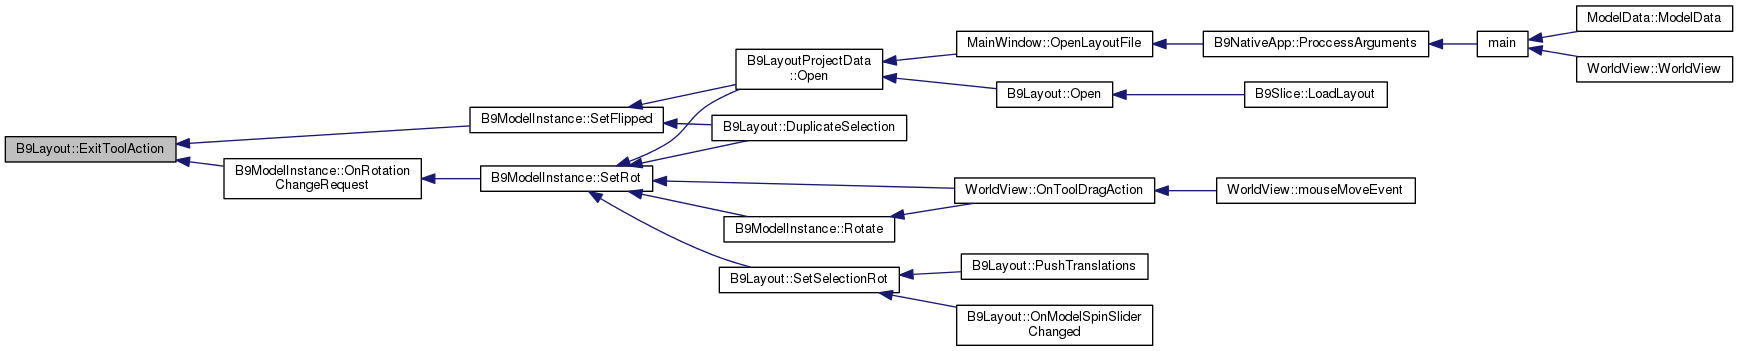 ModelData::ModelData
MainWindow::OpenLayoutFile
B9NativeApp::ProccessArguments
main
B9LayoutProjectData
::Open
WorldView::WorldView
B9Layout::Open
B9Slice::LoadLayout
B9ModelInstance::SetFlipped
B9Layout::DuplicateSelection
B9Layout::ExitToolAction
B9ModelInstance::OnRotation
ChangeRequest
B9ModelInstance::SetRot
WorldView::OnToolDragAction
WorldView::mouseMoveEvent
B9ModelInstance::Rotate
B9Layout::PushTranslations
B9Layout::SetSelectionRot
B9Layout::OnModelSpinSlider
Changed